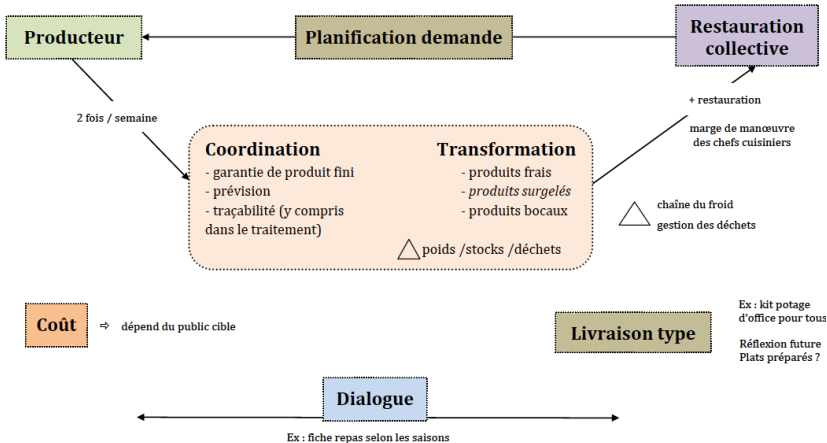 Producteur
Planification demande
Restauration
collective
2 fois / semaine
+ restauration
marge de manœuvre
des chefs cuisiniers
Coordination
- garantie de produit fini
- prévision
- traçabilité (y compris
dans le traitement)
Transformation
- produits frais
- produits surgelés
- produits bocaux
poids /stocks /déchets
chaîne du froid
gestion des déchets
Coût
⇨ dépend du public cible
Livraison type
Ex : kit potage
d'office pour tous
Réflexion future
Plats préparés ?
Dialogue
Ex : fiche repas selon les saisons